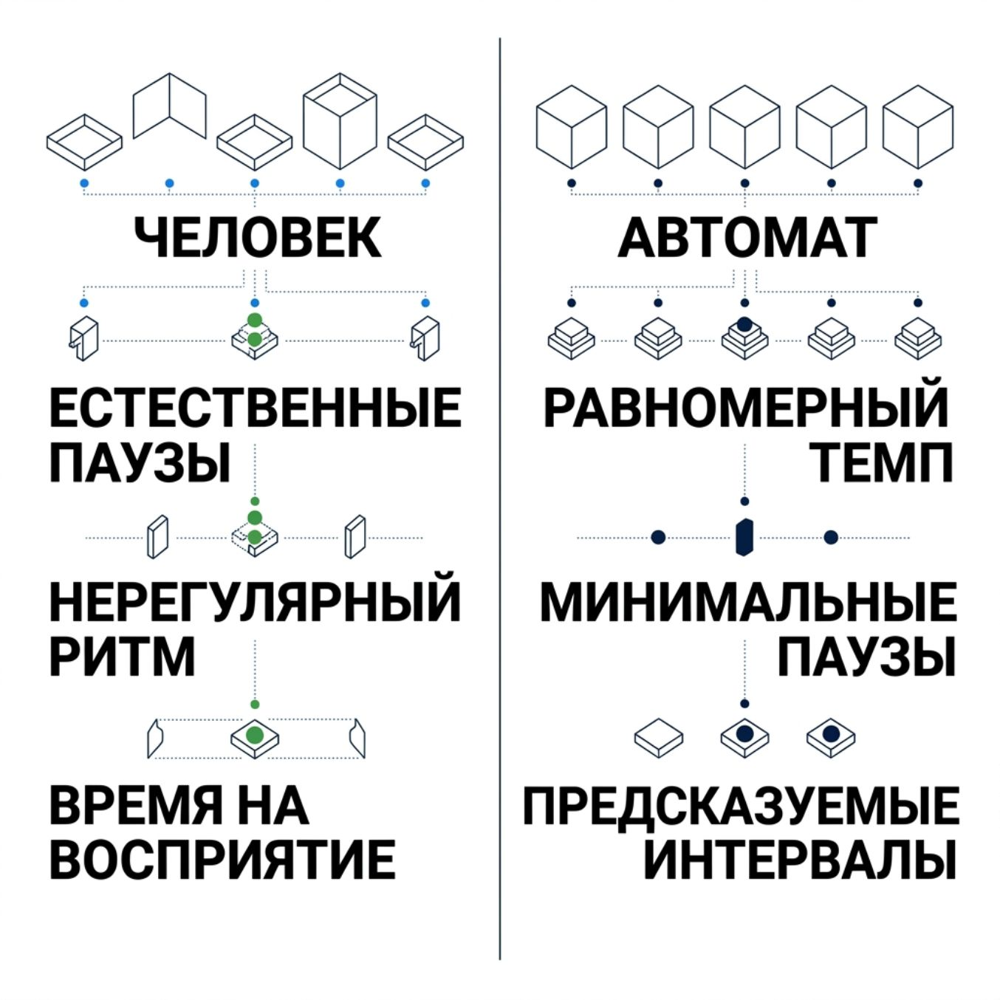 ЧЕЛОВЕК
ЕСТЕСТВЕННЫЕ
ПАУЗЫ
НЕРЕГУЛЯРНЫЙ
РИТМ
ВРЕМЯ НА
ВОСПРИЯТИЕ
АВТОМАТ
РАВНОМЕРНЫЙ
ТЕМП
МИНИМАЛЬНЫЕ
ПАУЗЫ
ПРЕДСКАЗУЕМЫЕ
ИНТЕРВАЛЫ